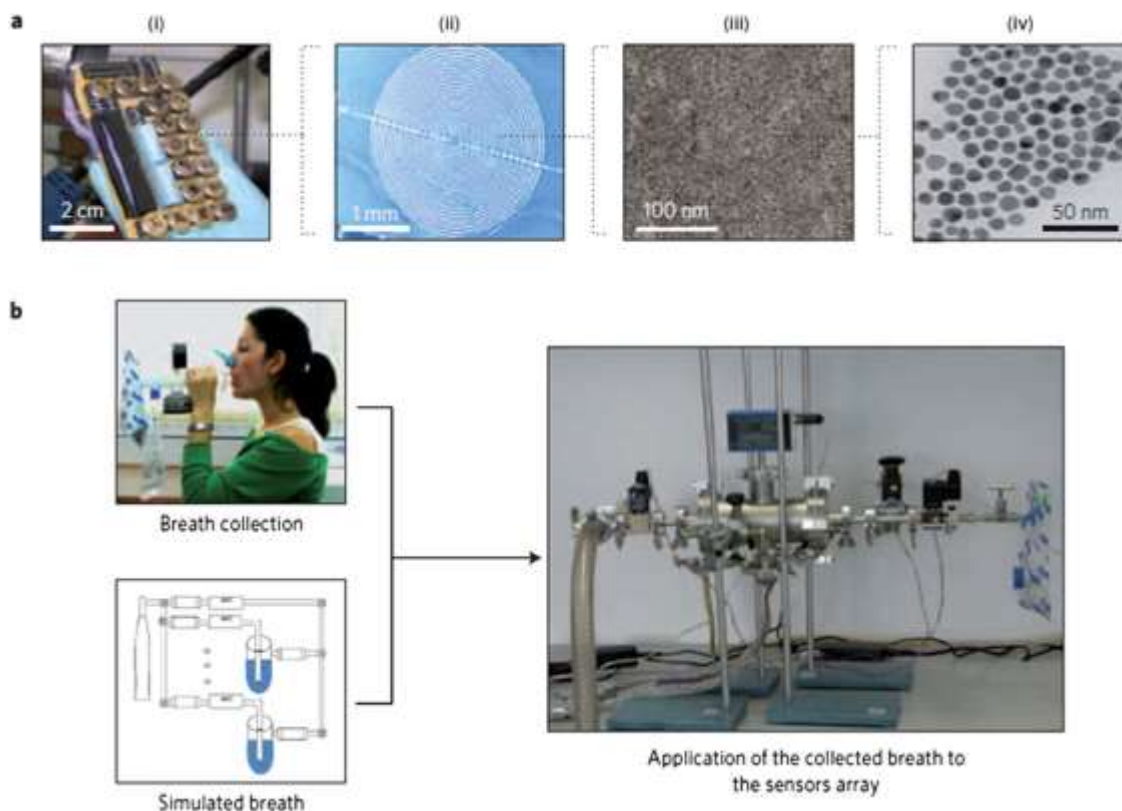 a
(i) (ii) (iii) (iv)
2 cm 1 mm 100 nm 50 nm
b
Breath collection
Simulated breath
Application of the collected breath to
the sensors array